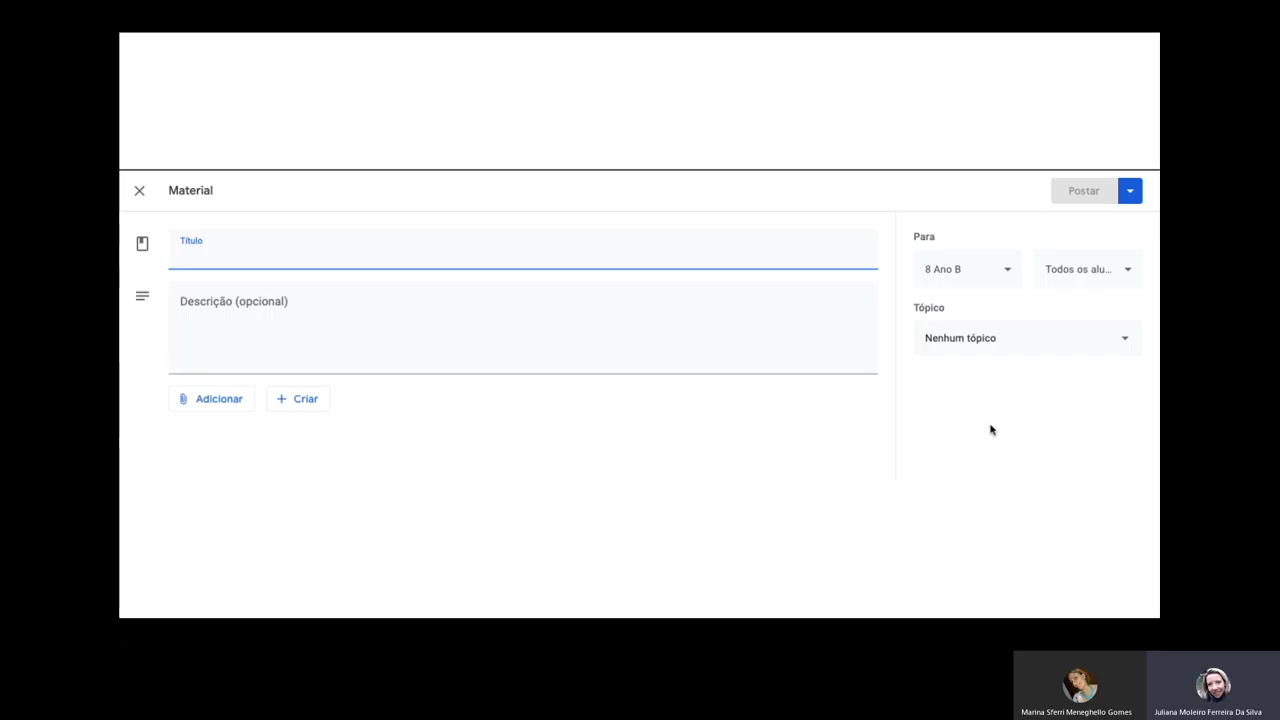 Material
Postar
Título
Descrição (opcional)
Adicionar
Criar
Para
8 Ano B
Todos os alu...
Tópico
Nenhum tópico
Marina Sferri Meneghello Gomes
Juliana Moleiro Ferreira Da Silva